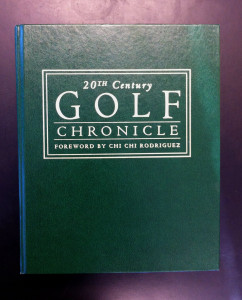 20TH Century
GOLF
CHRONICLE
FOREWORD BY CHI CHI RODRIGUEZ